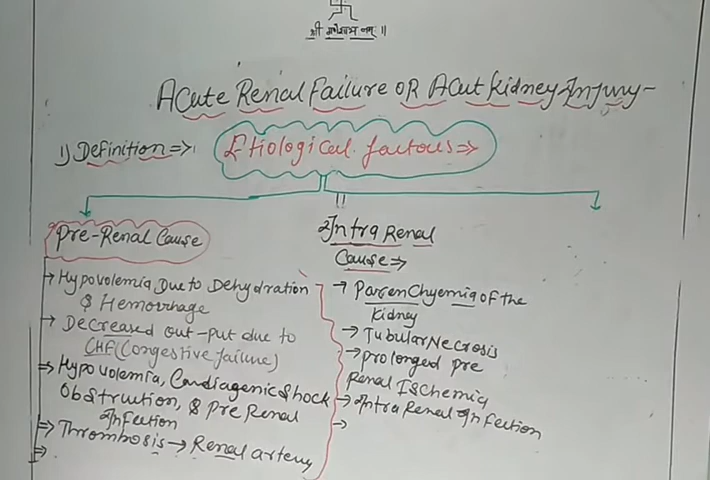 श्री गणेशाय नमः ॥
Acute Renal Failure OR Acut Kidney Injury-
1) Definition =>
Etiological factors =>
Pre-Renal Cause
→ Hypovolemia Due to Dehydration
& Hemorrhage
→ Decreased out-put due to
CHF (Congestive failure)
⇒ Hypovolemia, Cardiagenic Shock
Obstruction, & Pre Renal
Infection
⇒ Thrombosis → Renal artery
⇒
Intra Renal
Cause =>
→ ParenChyemia of the
Kidney
→ Tubular Necrosis
→ prolonged pre
Renal Ischemia
→ Intra Renal Infection
→